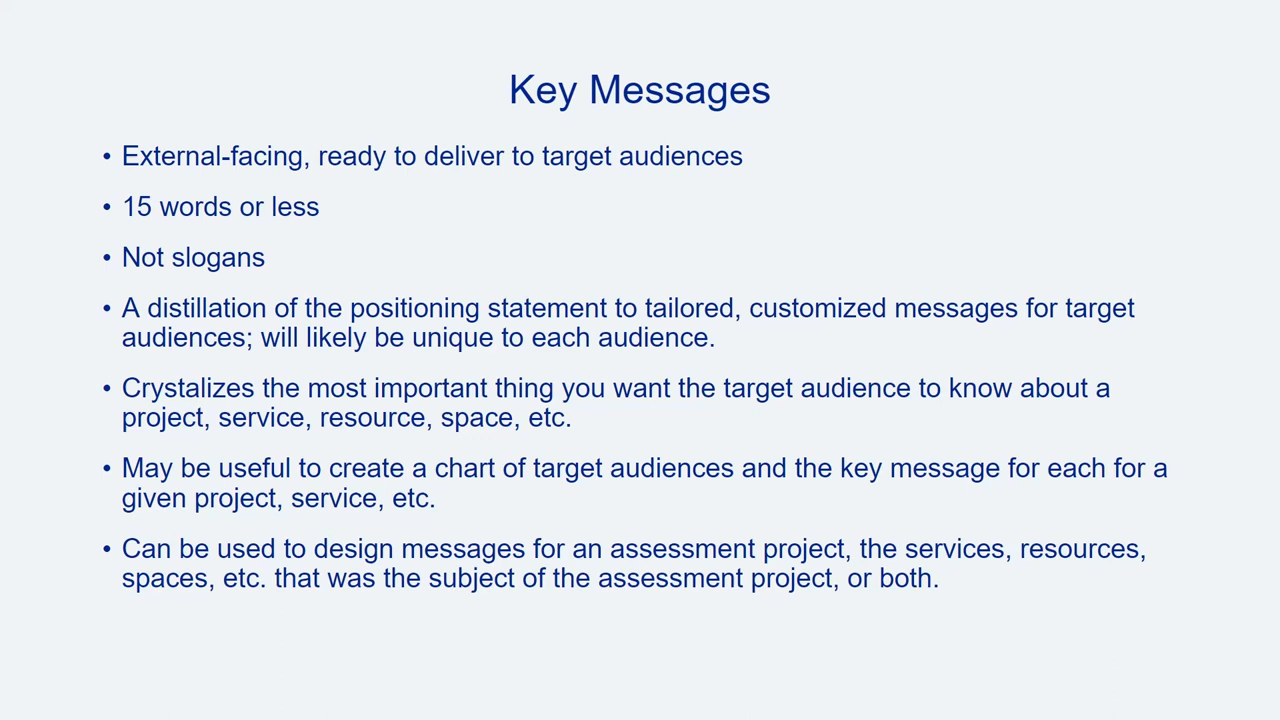 Key Messages
• External-facing, ready to deliver to target audiences
• 15 words or less
• Not slogans
• A distillation of the positioning statement to tailored, customized messages for target
audiences; will likely be unique to each audience.
• Crystalizes the most important thing you want the target audience to know about a
project, service, resource, space, etc.
• May be useful to create a chart of target audiences and the key message for each for a
given project, service, etc.
• Can be used to design messages for an assessment project, the services, resources,
spaces, etc. that was the subject of the assessment project, or both.